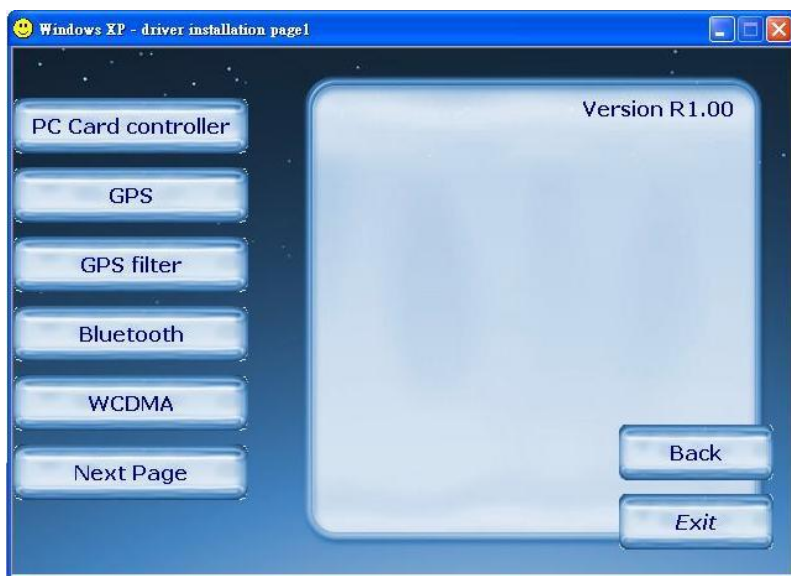 Windows XP - driver installation page1
Version R1.00
PC Card controller
GPS
GPS filter
Bluetooth
WCDMA
Next Page
Back
Exit